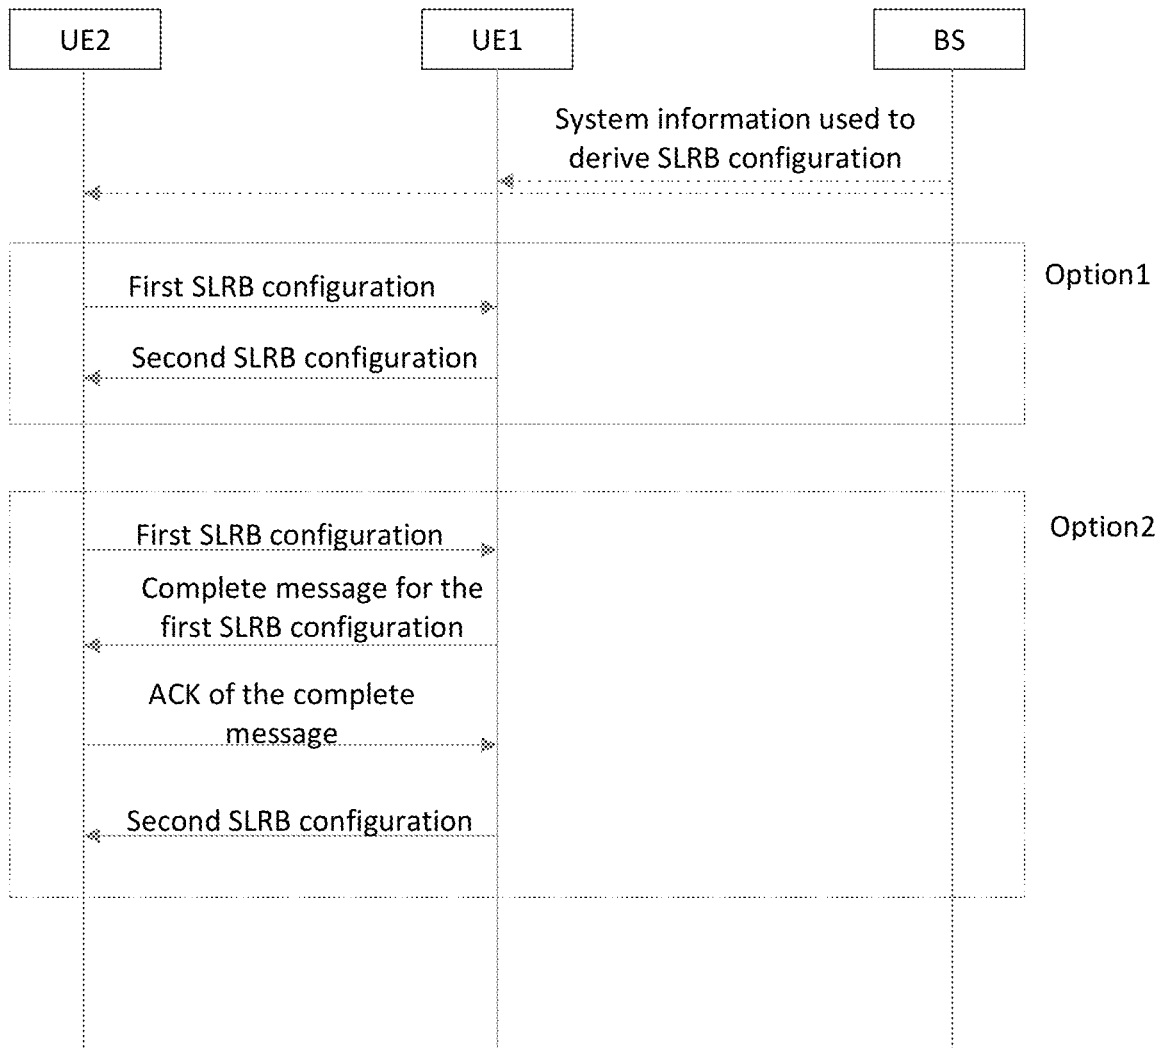 UE2
UE1
BS
System information used to
derive SLRB configuration
Option1
First SLRB configuration
Second SLRB configuration
Option2
First SLRB configuration
Complete message for the
first SLRB configuration
ACK of the complete
message
Second SLRB configuration